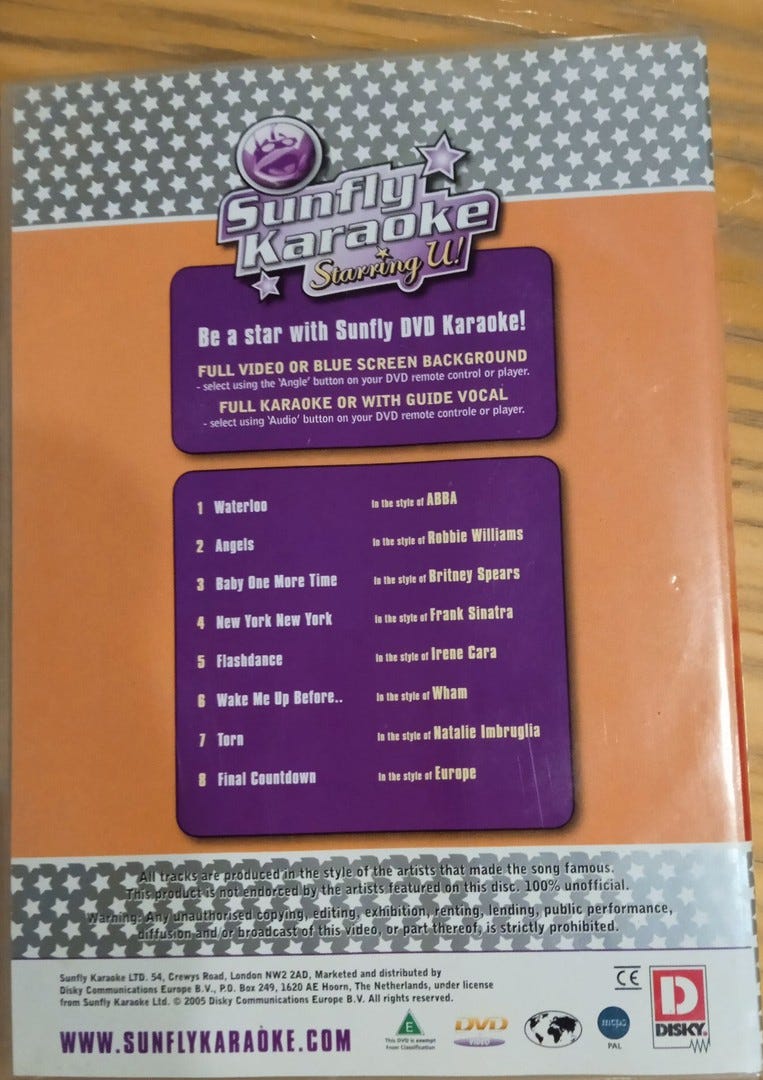 Sunfly
Karaoke
Starring U!
Be a star with Sunfly DVD Karaoke!
FULL VIDEO OR BLUE SCREEN BACKGROUND
- select using the 'Angle' button on your DVD remote control or player.
FULL KARAOKE OR WITH GUIDE VOCAL
- select using 'Audio' button on your DVD remote controle or player.
1 Waterloo In the style of ABBA
2 Angels In the style of Robbie Williams
3 Baby One More Time In the style of Britney Spears
4 New York New York In the style of Frank Sinatra
5 Flashdance In the style of Irene Cara
6 Wake Me Up Before.. In the style of Wham
7 Torn In the style of Natalie Imbruglia
8 Final Countdown In the style of Europe
All tracks are produced in the style of the artists that made the song famous.
This product is not endorced by the artists featured on this disc. 100% unofficial.
Warning: Any unauthorised copying, editing, exhibition, renting, lending, public performance,
diffusion and/or broadcast of this video, or part thereof, is strictly prohibited.
Sunfly Karaoke LTD. 54, Crewys Road, London NW2 2AD, Marketed and distributed by
Disky Communications Europe B.V., P.O. Box 249, 1620 AE Hoorn, The Netherlands, under license
from Sunfly Karaoke Ltd. © 2005 Disky Communications Europe B.V. All rights reserved.
WWW.SUNFLYKARAOKE.COM
E
This DVD is exempt
From Classification
DVD
VIDEO
CE
mcps
PAL
D
DISKY.